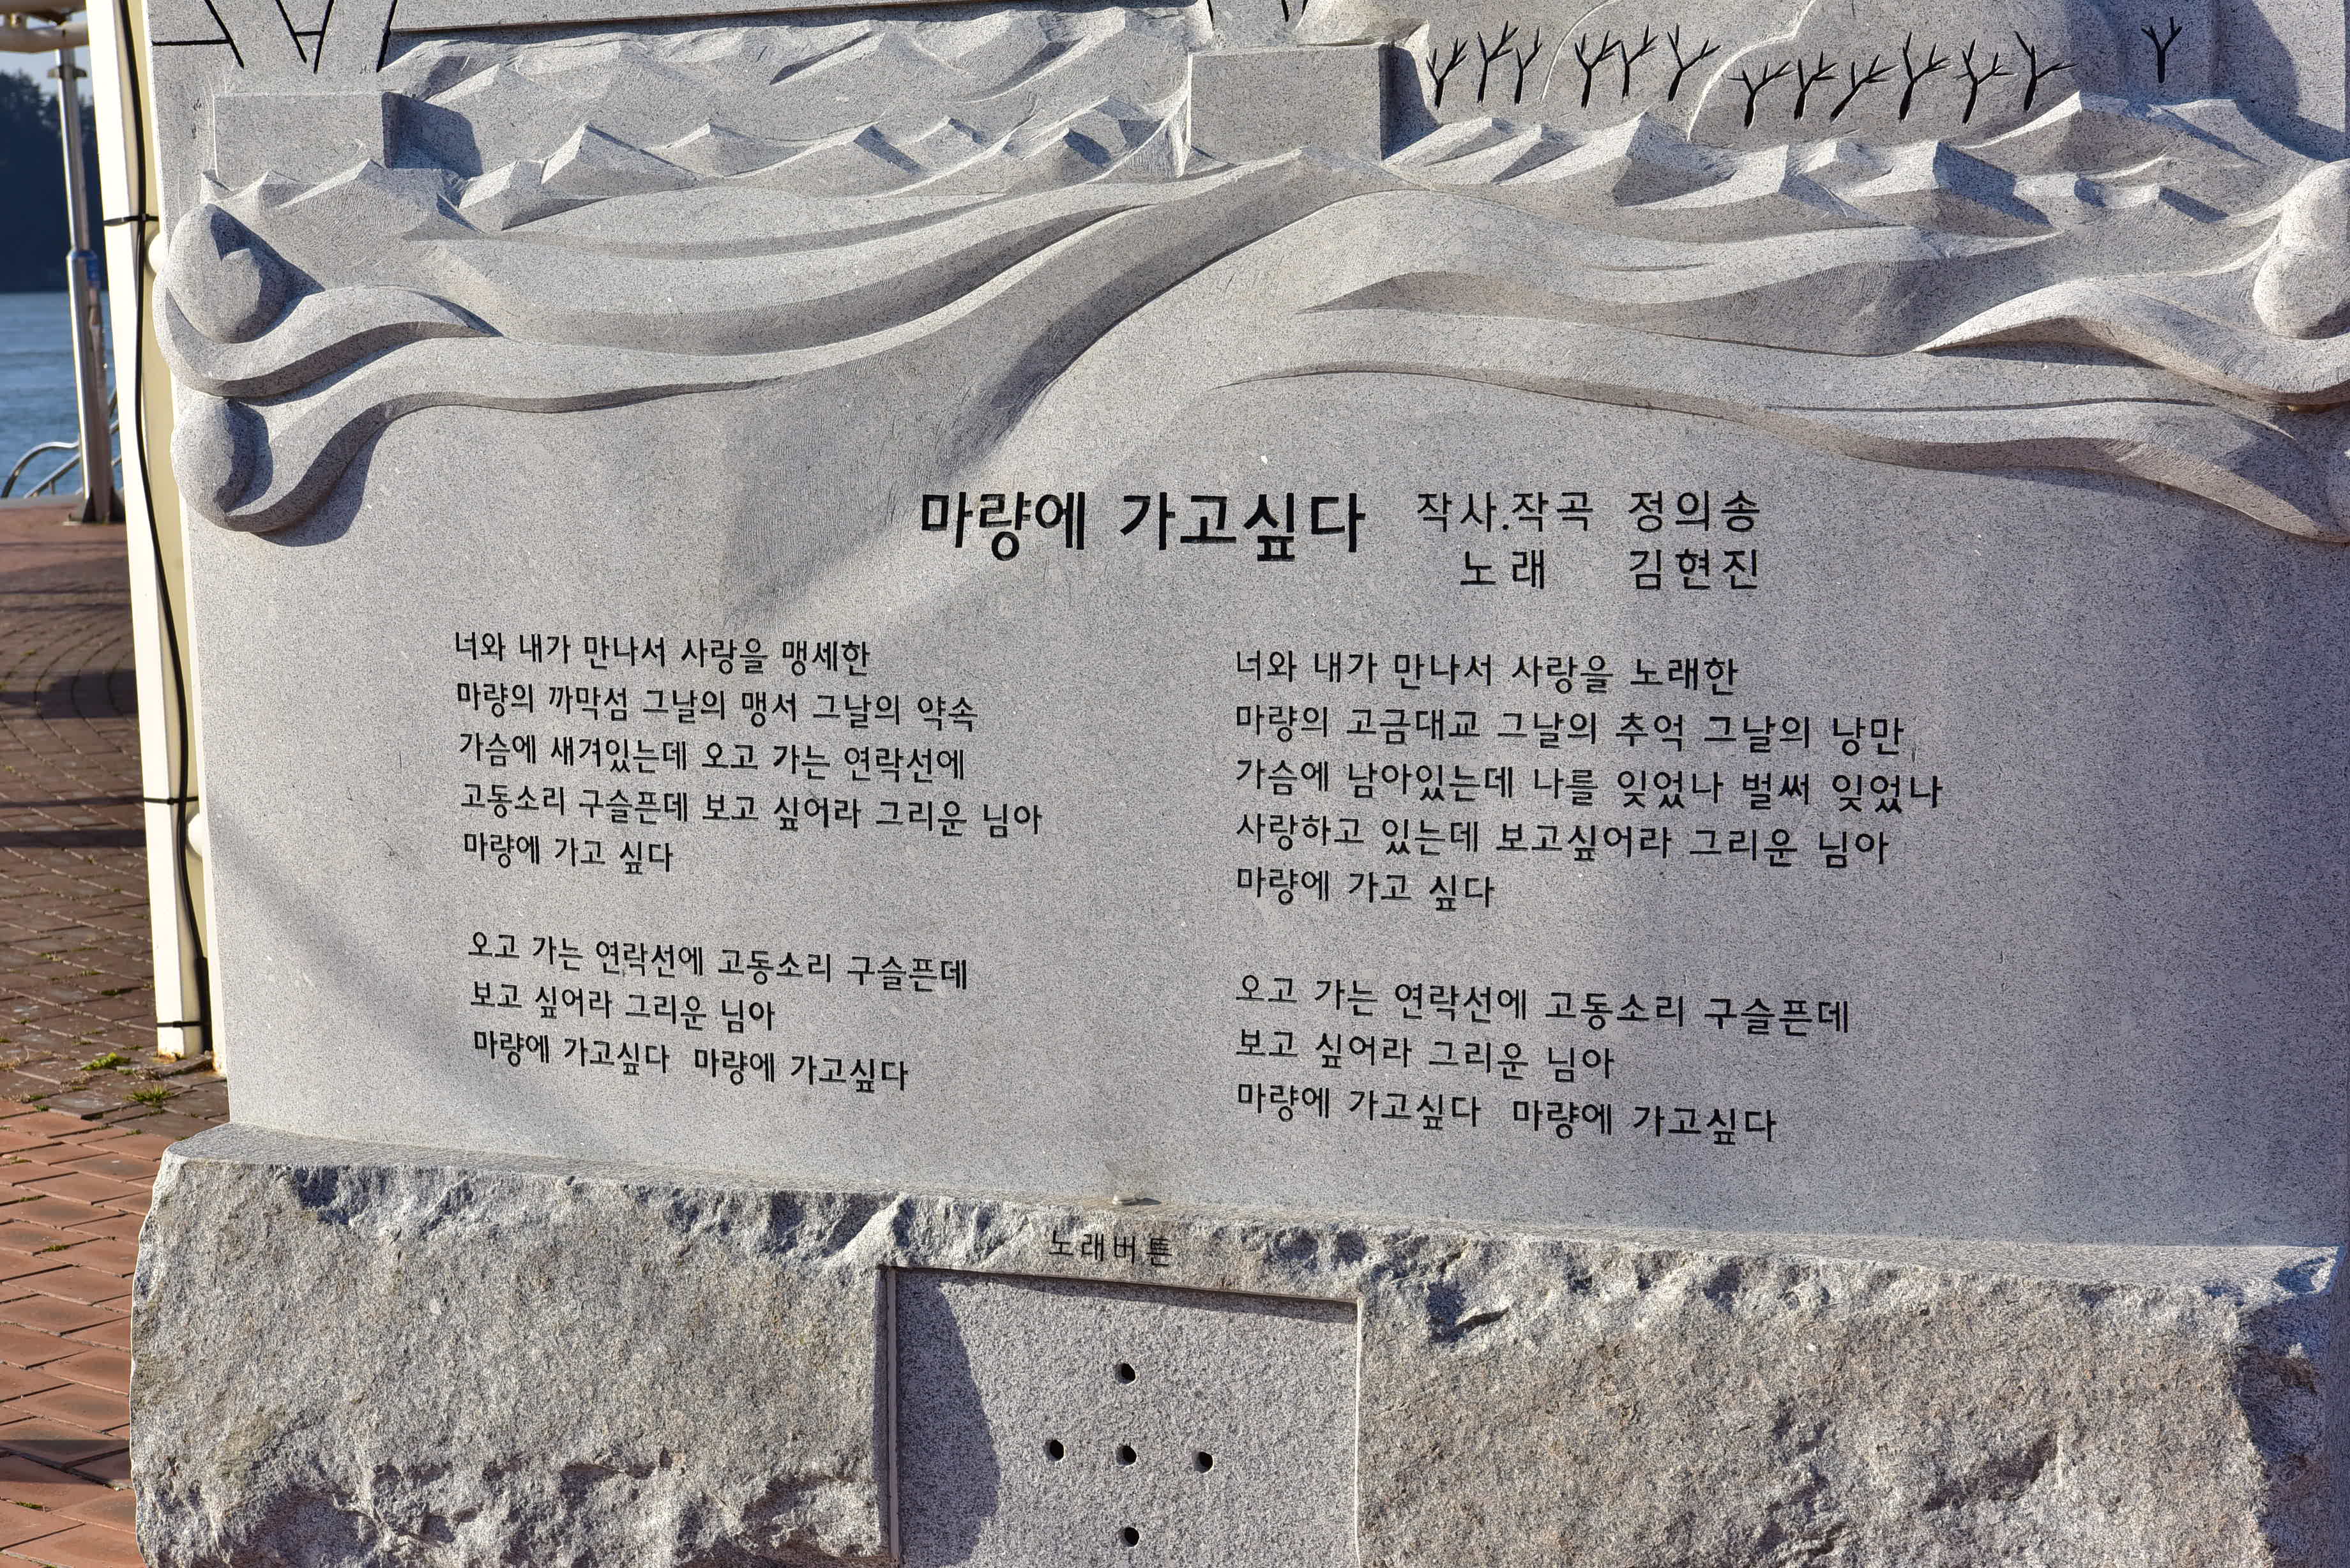 마량에 가고싶다
작사.작곡 정의송
노래 김현진
너와 내가 만나서 사랑을 맹세한
마량의 까막섬 그날의 맹서 그날의 약속
가슴에 새겨있는데 오고 가는 연락선에
고동소리 구슬픈데 보고 싶어라 그리운 님아
마량에 가고 싶다
오고 가는 연락선에 고동소리 구슬픈데
보고 싶어라 그리운 님아
마량에 가고싶다 마량에 가고싶다
너와 내가 만나서 사랑을 노래한
마량의 고금대교 그날의 추억 그날의 낭만
가슴에 남아있는데 나를 잊었나 벌써 잊었나
사랑하고 있는데 보고싶어라 그리운 님아
마량에 가고 싶다
오고 가는 연락선에 고동소리 구슬픈데
보고 싶어라 그리운 님아
마량에 가고싶다 마량에 가고싶다
노래버튼